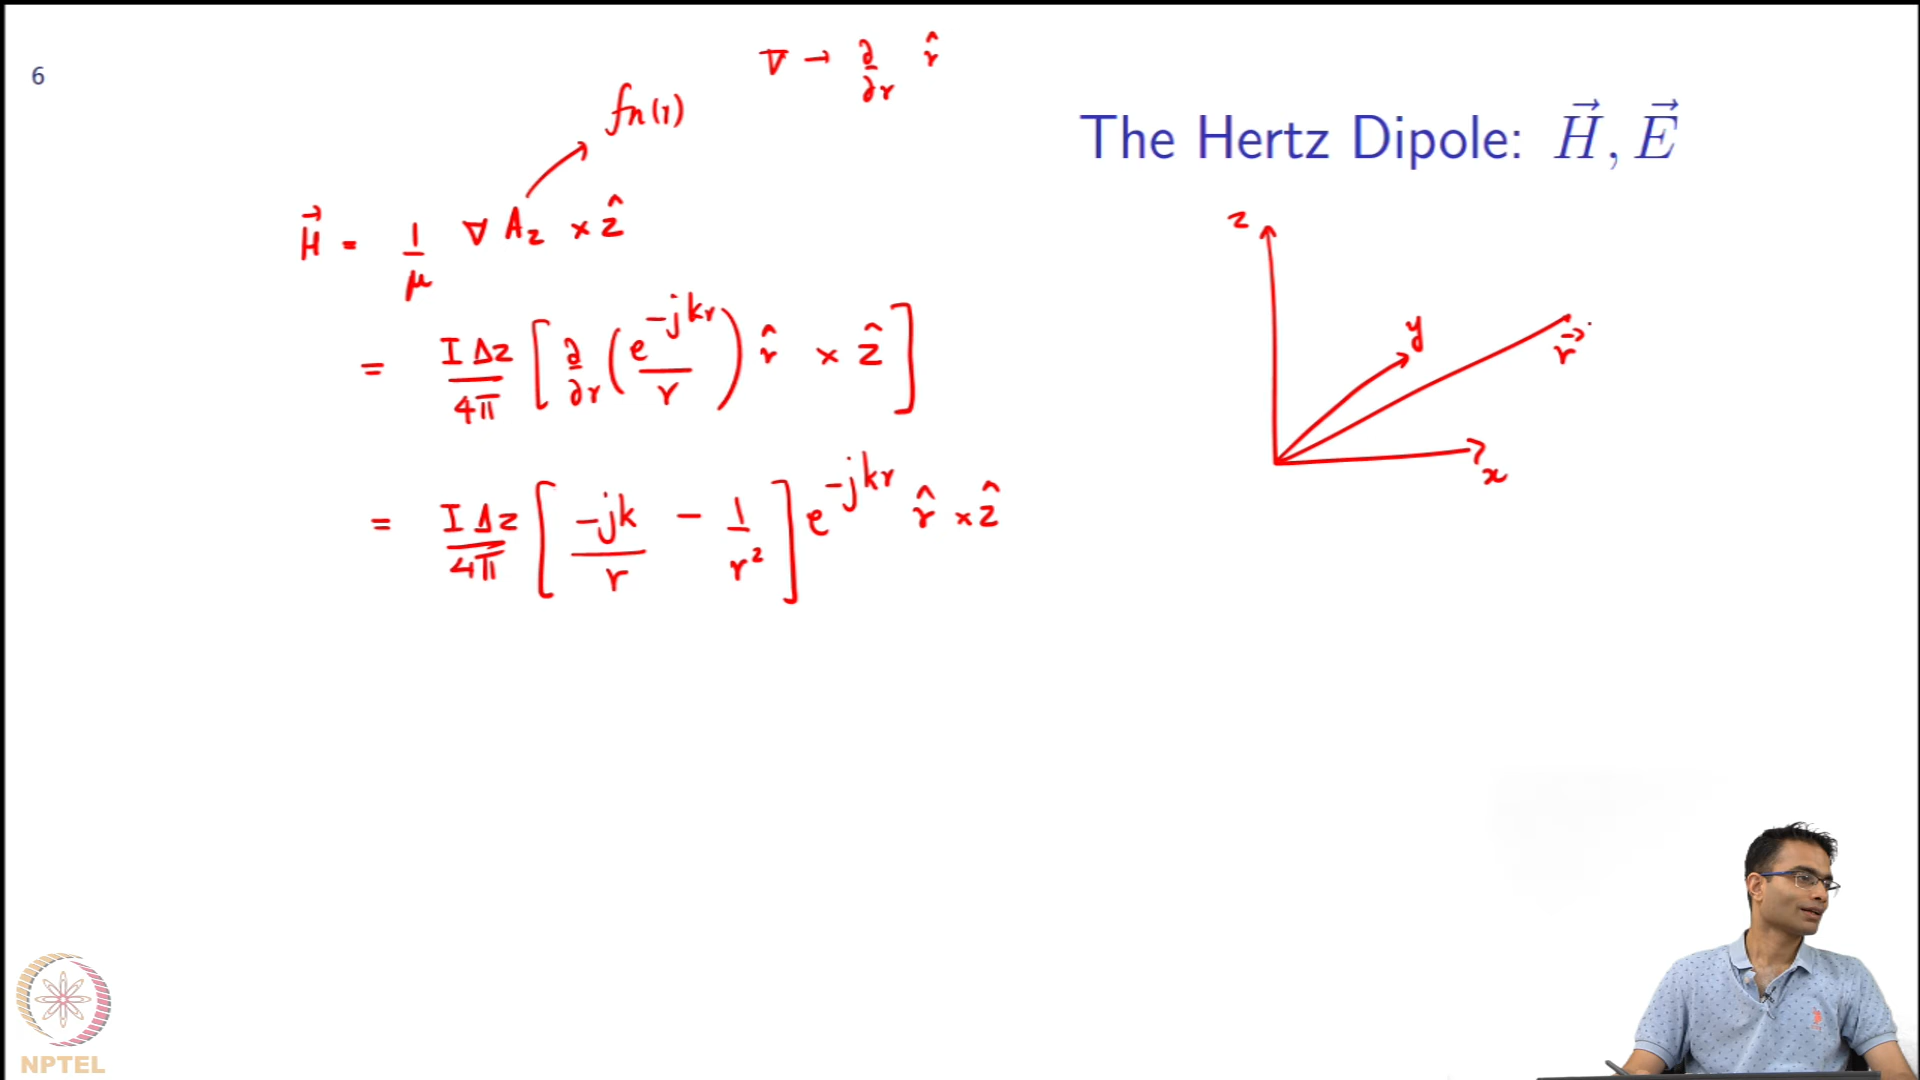 6
∇ → ∂/∂r r̂
fn(r)
The Hertz Dipole: H⃗, E⃗
H⃗ = 1/μ ∇ A_z × ẑ
= IΔz/4π [ ∂/∂r ( e^{-jkr}/r ) r̂ × ẑ ]
= IΔz/4π [ -jk/r - 1/r² ] e^{-jkr} r̂ × ẑ
z
y
r⃗
x
NPTEL